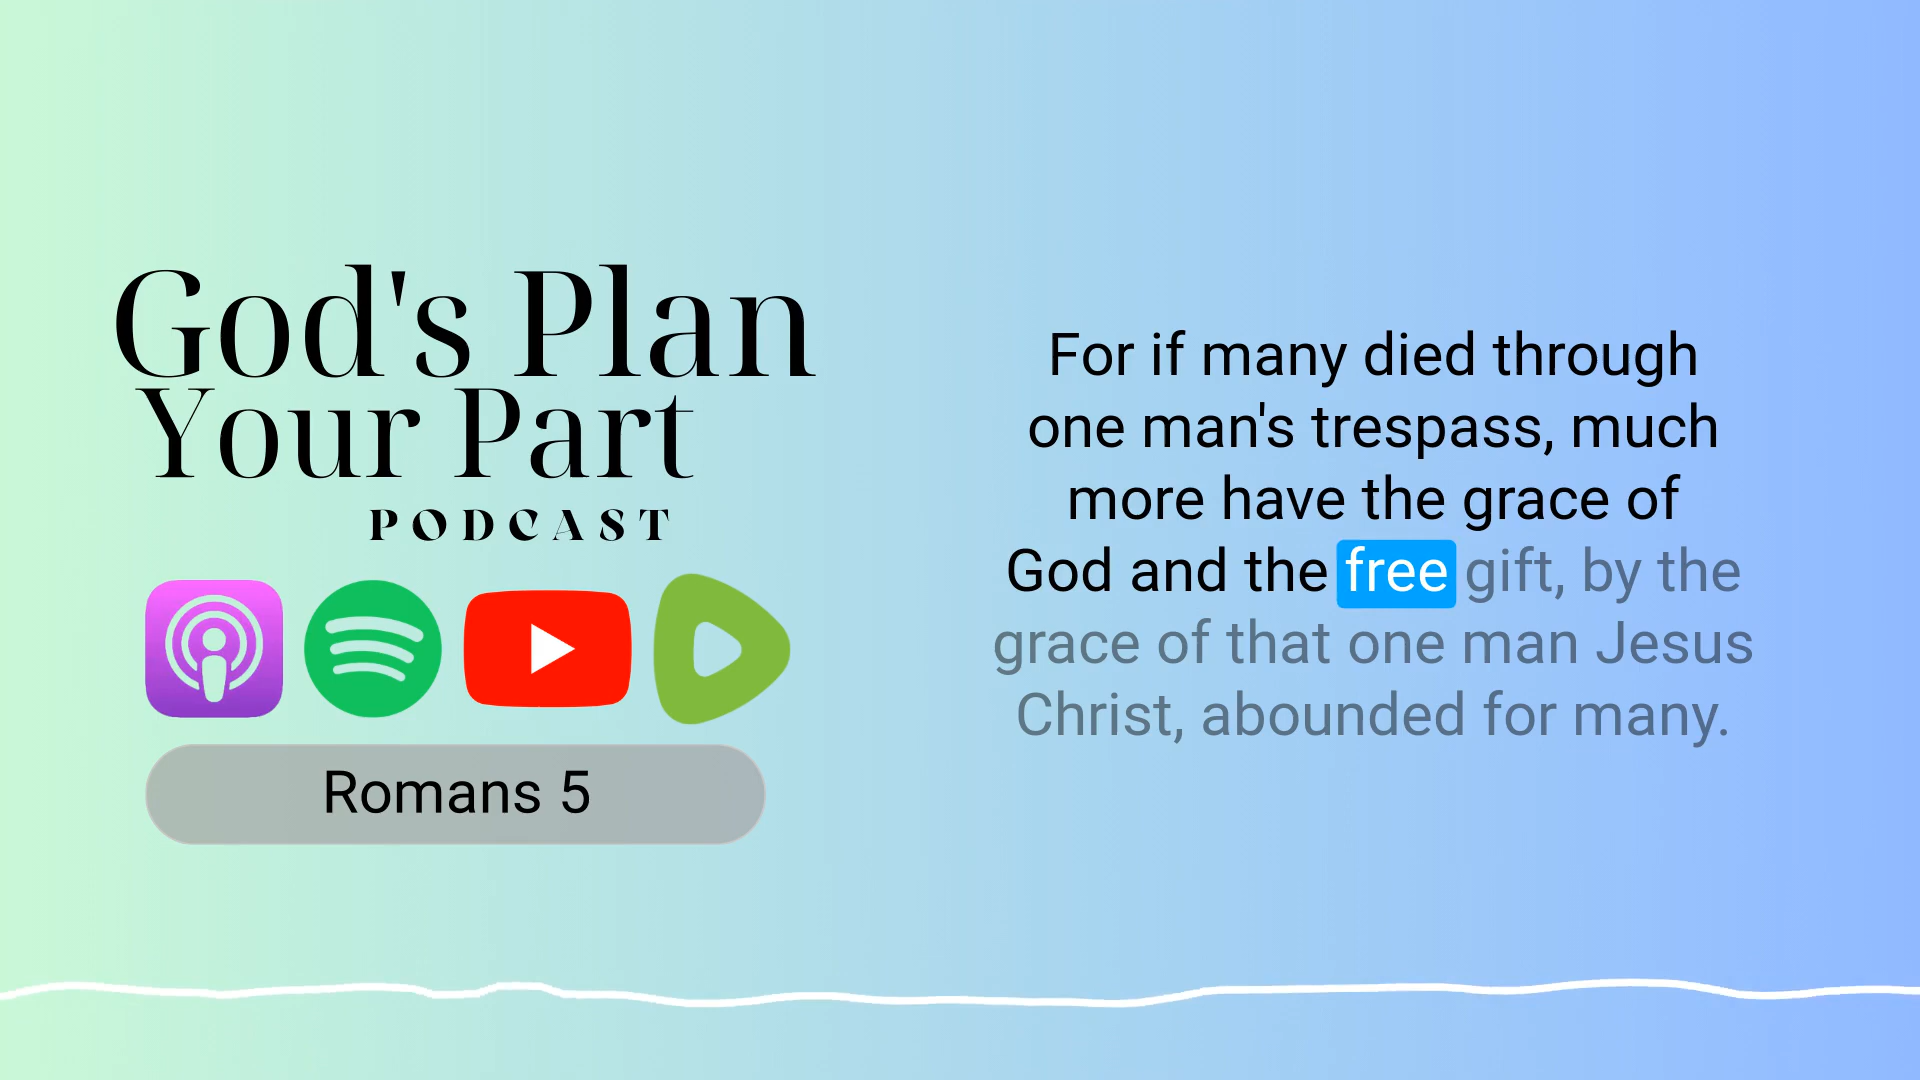 God's Plan
Your Part
PODCAST
Romans 5
For if many died through
one man's trespass, much
more have the grace of
God and the free gift, by the
grace of that one man Jesus
Christ, abounded for many.